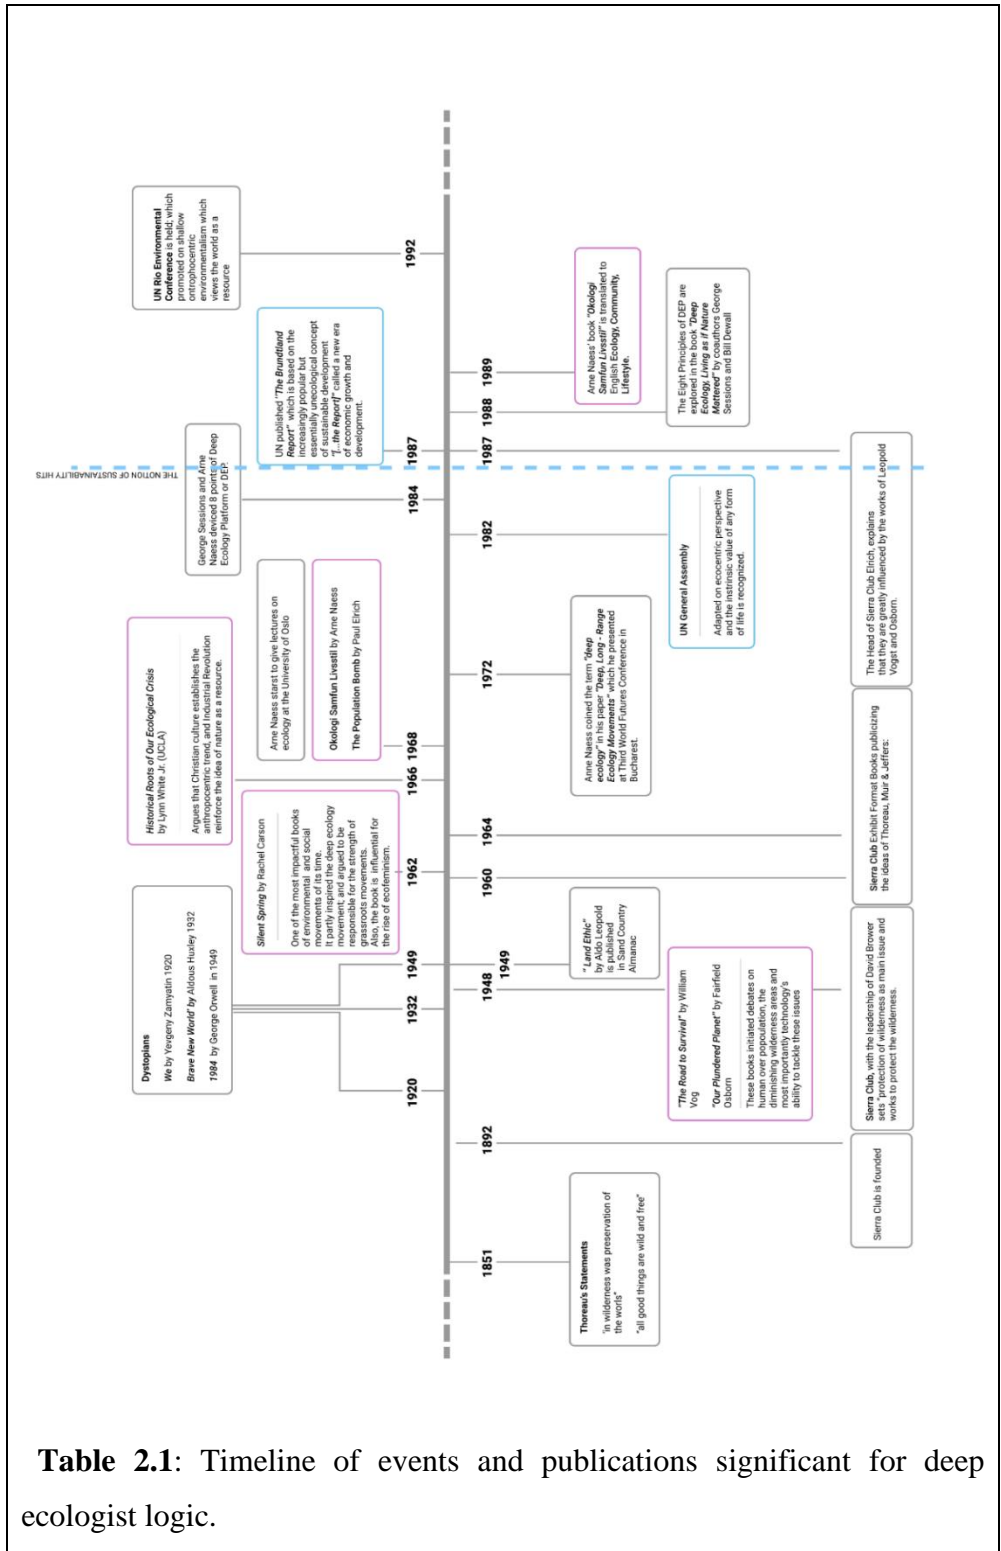 Dystopians
We by Yevgeny Zamyatin 1920
Brave New World' by Aldous Huxley 1932
1984 by George Orwell in 1949
Historical Roots of Our Ecological Crisis
by Lynn White Jr. (UCLA)
Argues that Christian culture establishes the
anthropocentric trend, and Industrial Revolution
reinforce the idea of nature as a resource.
George Sessions and Arne
Naess deviced 8 points of Deep
Ecology Platform or DEP.
THE NOTION OF SUSTAINABILITY HITS
UN Rio Environmental
Conference is held; which
promoted on shallow
ontrophocentric
environmentalism which
views the world as a
resource
Silent Spring by Rachel Carson
One of the most impactful books
of environmental and social
movements of its time.
It partly inspired the deep ecology
movement; and argued to be
responsible for the strength of
grassroots movements.
Also, the book is influential for
the rise of ecofeminism.
Arne Naess starst to give lectures on
ecology at the University of Oslo
Okologi Samfun Livsstil by Arne Naess
The Population Bomb by Paul Elrich
UN published "The Brundtland
Report" which is based on the
increasingly popular but
essentially unecological concept
of sustainable development
"[...the Report]" called a new era
of economic growth and
development.
1920
1932
1949
1962
1966
1968
1984
1987
1992
1851
1892
1948
1949
1960
1964
1972
1982
1987
1988
1989
Thoreau's Statements
"in wilderness was preservation of
the worls"
"all good things are wild and free"
" Land Ethic"
by Aldo Leopold
is published
in Sand Country
Almanac
Anne Naess coined the term "deep
ecology" in his paper "Deep, Long - Range
Ecology Movements" which he presented
at Third World Futures Conference in
Bucharest.
Arne Naess' book "Okologi
Samfun Livsstil" is translated to
English Ecology, Community,
Lifestyle.
"The Road to Survival" by William
Vog
"Our Plundered Planet" by Fairfield
Osborn
These books initiated debates on
human over popoulation, the
diminishing wilderness areas and
most importantly technology's
ability to tackle these issues
UN General Assembly
Adapted on ecocentric perspective
and the instrinsic value of any form
of life is recognized.
The Eight Principles of DEP are
explored in the book "Deep
Ecology, Living as if Nature
Mattered" by coauthors George
Sessions and Bill Dewall
Sierra Club is founded
Sierra Club, with the leadership of David Brower
sets "protection of wilderness as main issue and
works to protect the wilderness.
Sierra Club Exhibit Format Books publicizing
the ideas of Thoreau, Muir & Jeffers:
The Head of Sierra Club Elrich, explains
that they are greatly influenced by the works of Leopold
Vogst and Osborn.
Table 2.1: Timeline of events and publications significant for deep
ecologist logic.